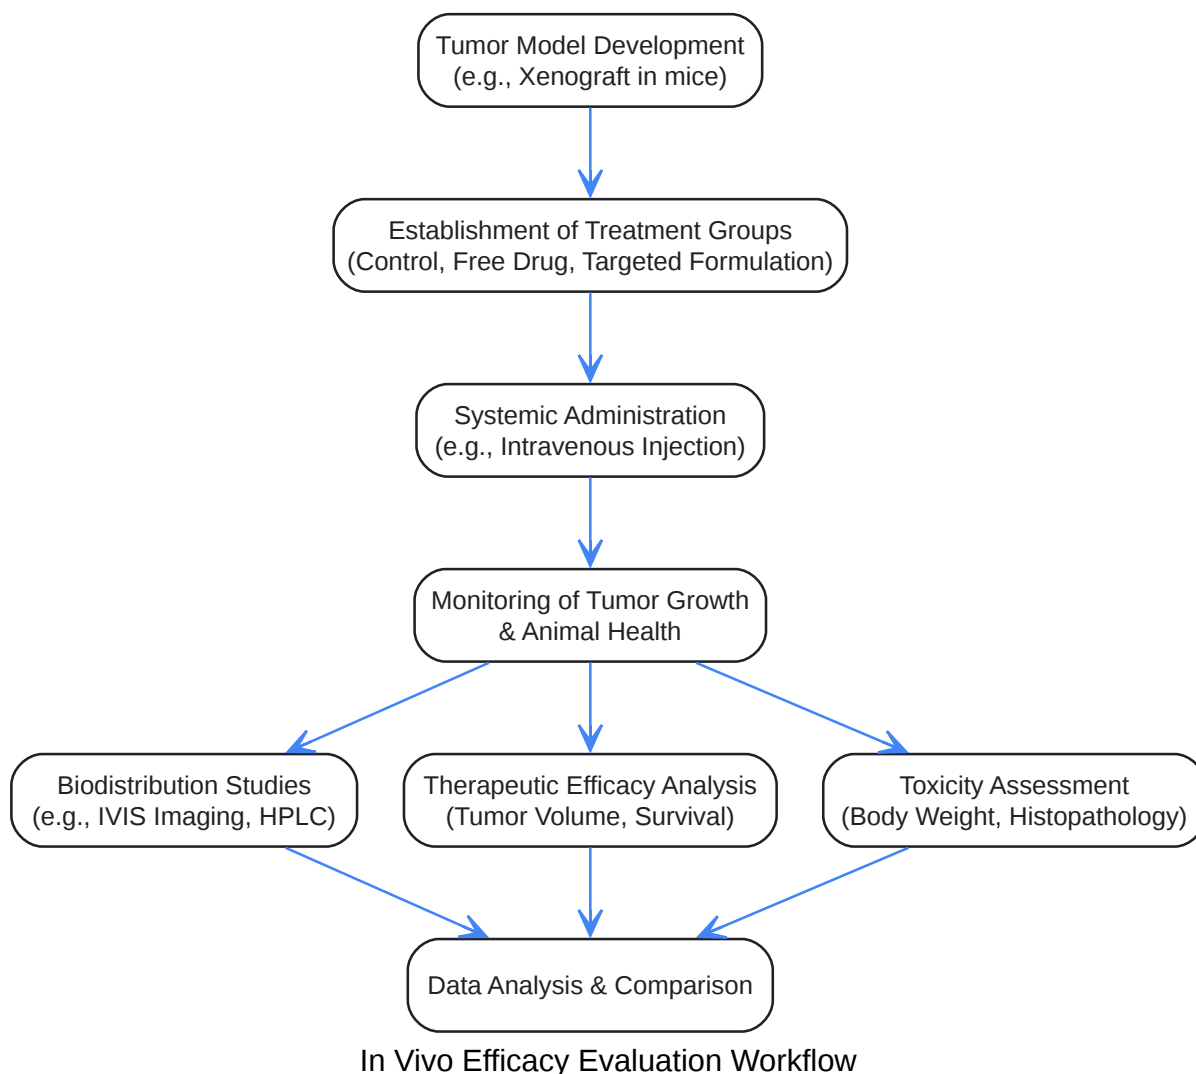 Tumor Model Development
(e.g., Xenograft in mice)
Establishment of Treatment Groups
(Control, Free Drug, Targeted Formulation)
Systemic Administration
(e.g., Intravenous Injection)
Monitoring of Tumor Growth
& Animal Health
Biodistribution Studies
(e.g., IVIS Imaging, HPLC)
Therapeutic Efficacy Analysis
(Tumor Volume, Survival)
Toxicity Assessment
(Body Weight, Histopathology)
Data Analysis & Comparison
In Vivo Efficacy Evaluation Workflow